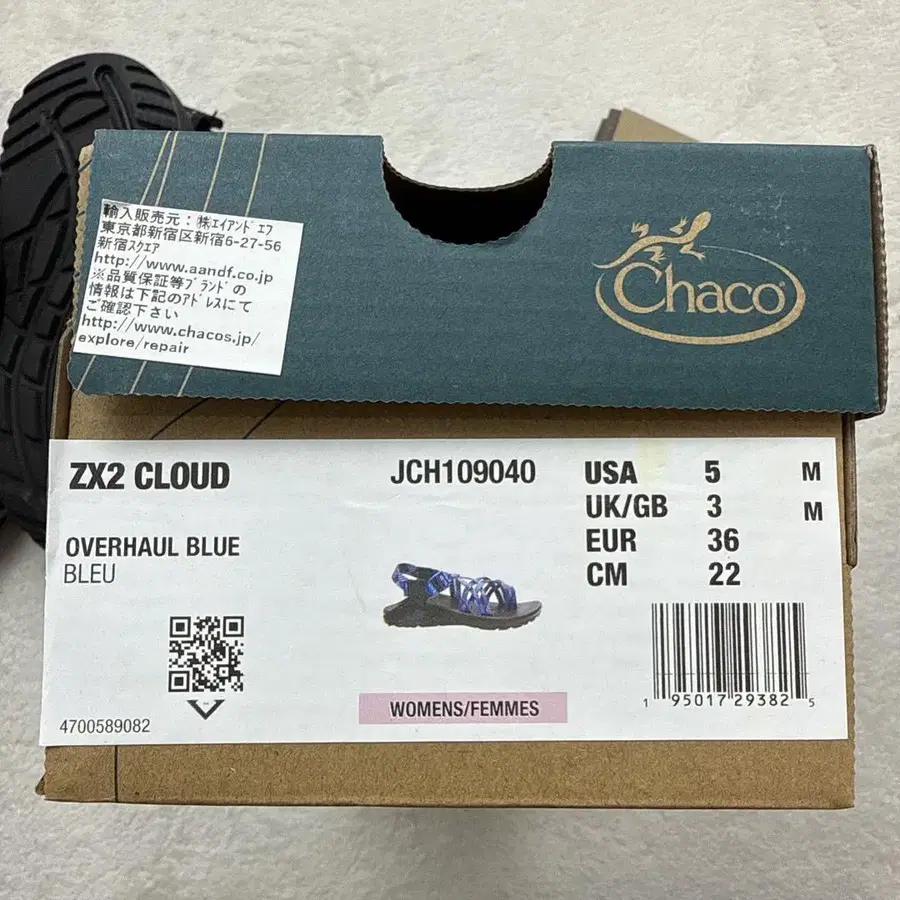 輸入販売元：㈱エイアンドエフ
東京都新宿区新宿6-27-56
新宿スクエア
http://www.aandf.co.jp
※品質保証等ブランドの
情報は下記のアドレスにて
ご確認下さい
http://www.chacos.jp/
explore/repair
Chaco®
ZX2 CLOUD
JCH109040
USA 5 M
UK/GB 3 M
EUR 36
CM 22
OVERHAUL BLUE
BLEU
WOMENS/FEMMES
4700589082
1 95017 29382 5